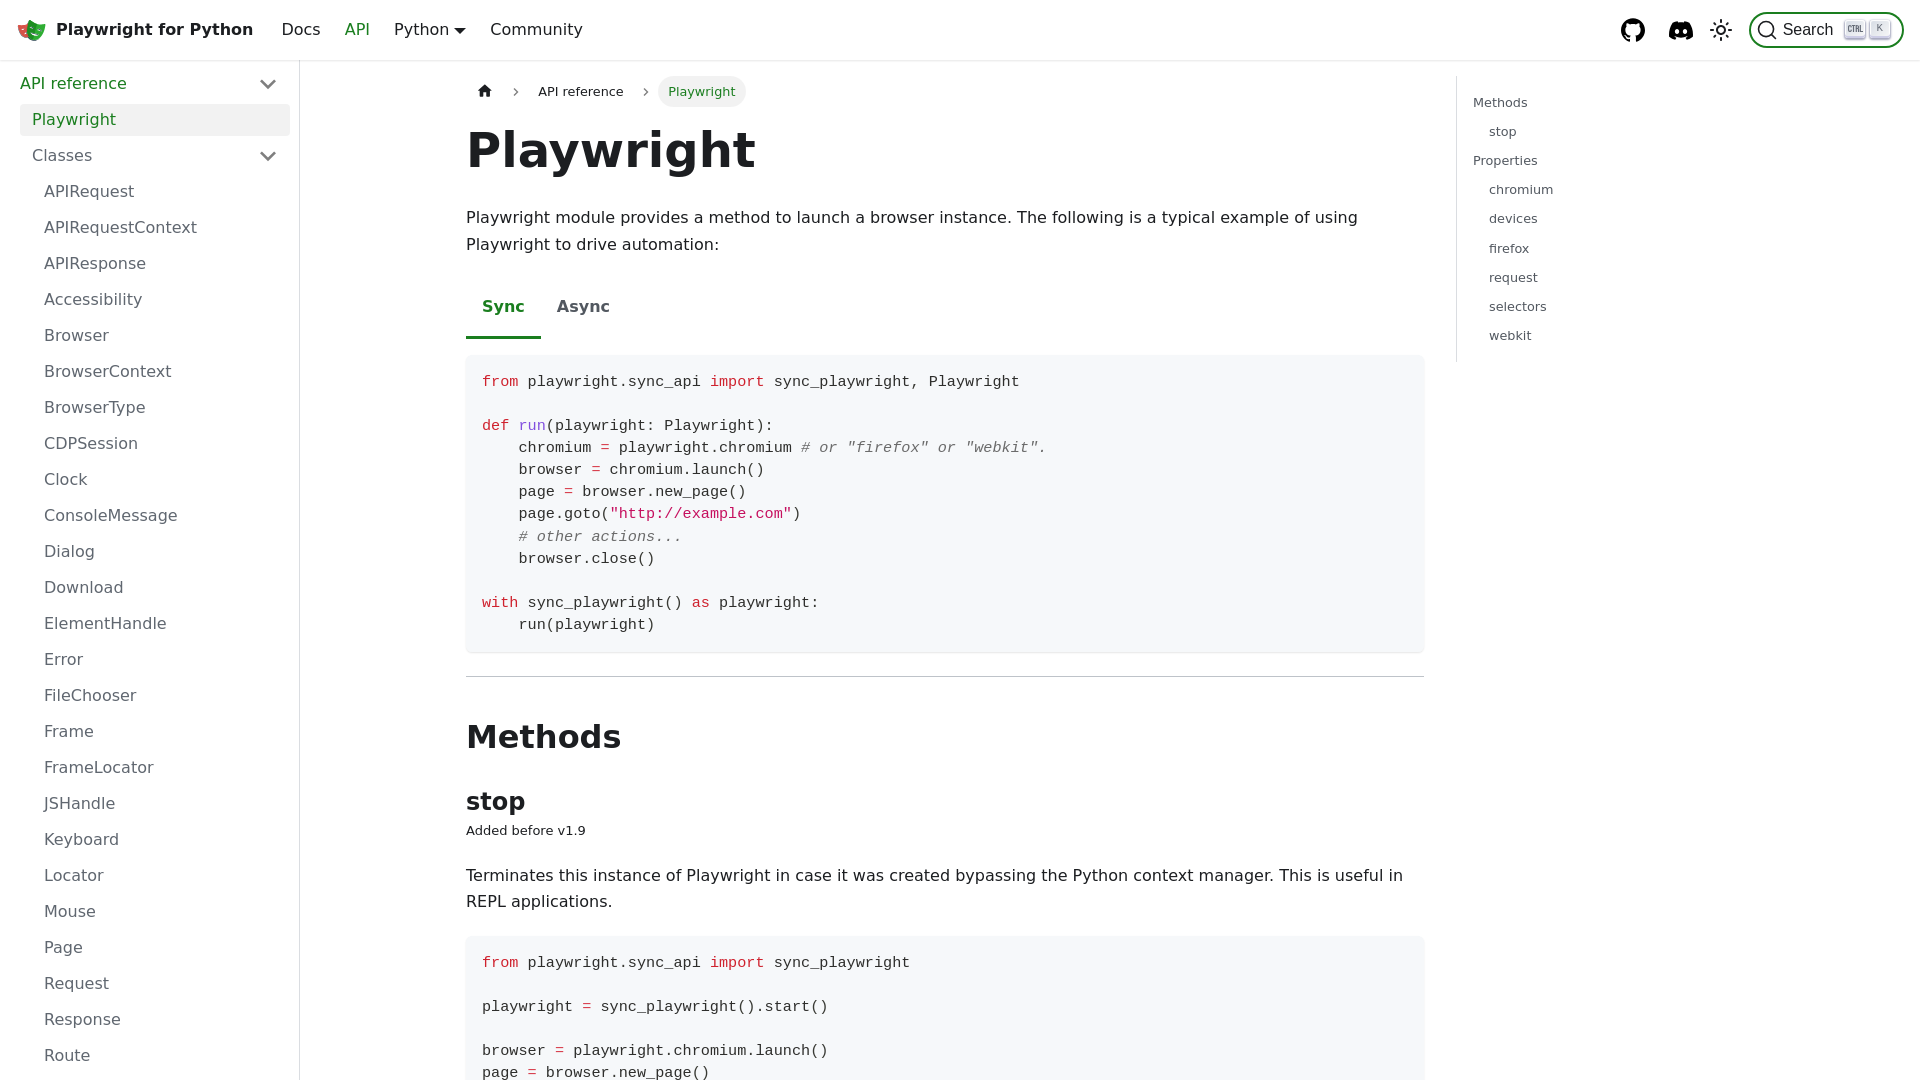 Playwright for Python
Docs
API
Python
Community
Search
CTRL
K
API reference
Playwright
Classes
APIRequest
APIRequestContext
APIResponse
Accessibility
Browser
BrowserContext
BrowserType
CDPSession
Clock
ConsoleMessage
Dialog
Download
ElementHandle
Error
FileChooser
Frame
FrameLocator
JSHandle
Keyboard
Locator
Mouse
Page
Request
Response
Route
API reference
Playwright
Playwright
Playwright module provides a method to launch a browser instance. The following is a typical example of using
Playwright to drive automation:
Sync
Async
from playwright.sync_api import sync_playwright, Playwright
def run(playwright: Playwright):
    chromium = playwright.chromium # or "firefox" or "webkit".
    browser = chromium.launch()
    page = browser.new_page()
    page.goto("http://example.com")
    # other actions...
    browser.close()
with sync_playwright() as playwright:
    run(playwright)
Methods
stop
Added before v1.9
Terminates this instance of Playwright in case it was created bypassing the Python context manager. This is useful in
REPL applications.
from playwright.sync_api import sync_playwright
playwright = sync_playwright().start()
browser = playwright.chromium.launch()
page = browser.new_page()
Methods
stop
Properties
chromium
devices
firefox
request
selectors
webkit